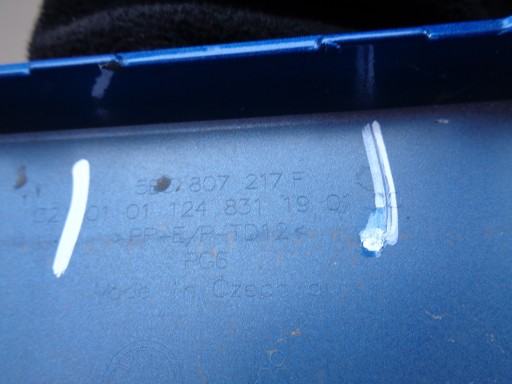 807 217 F
01 01 124 831 19
>PP-E/P-TD12<
PC6
Made in Czech